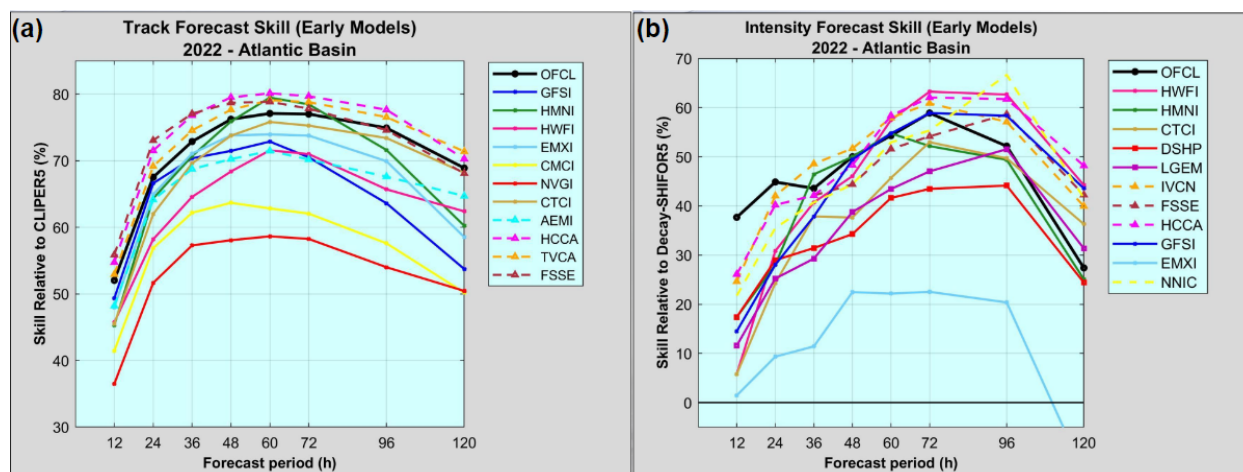 (a)
Track Forecast Skill (Early Models)
2022 - Atlantic Basin
Skill Relative to CLIPER5 (%)
80
70
60
50
40
30
12 24 36 48 60 72 96 120
Forecast period (h)
OFCL
GFSI
HMNI
HWFI
EMXI
CMCI
NVGI
CTCI
AEMI
HCCA
TVCA
FSSE
(b)
Intensity Forecast Skill (Early Models)
2022 - Atlantic Basin
Skill Relative to Decay-SHIFOR5 (%)
70
60
50
40
30
20
10
0
12 24 36 48 60 72 96 120
Forecast period (h)
OFCL
HWFI
HMNI
CTCI
DSHP
LGEM
IVCN
FSSE
HCCA
GFSI
EMXI
NNIC